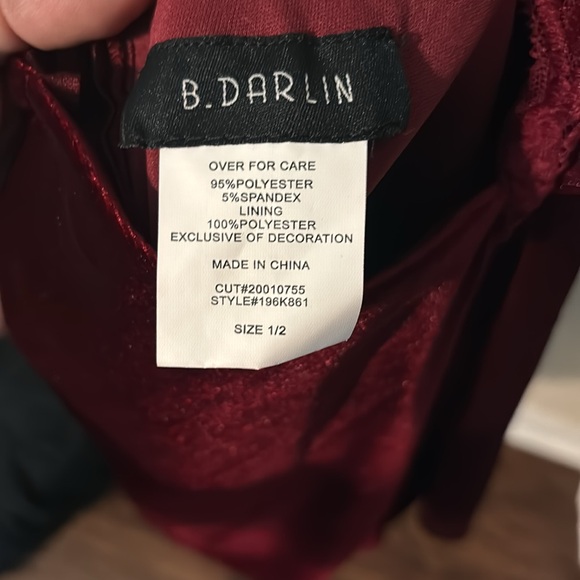 B.DARLIN
OVER FOR CARE
95%POLYESTER
5%SPANDEX
LINING
100%POLYESTER
EXCLUSIVE OF DECORATION
MADE IN CHINA
CUT#20010755
STYLE#196K861
SIZE 1/2